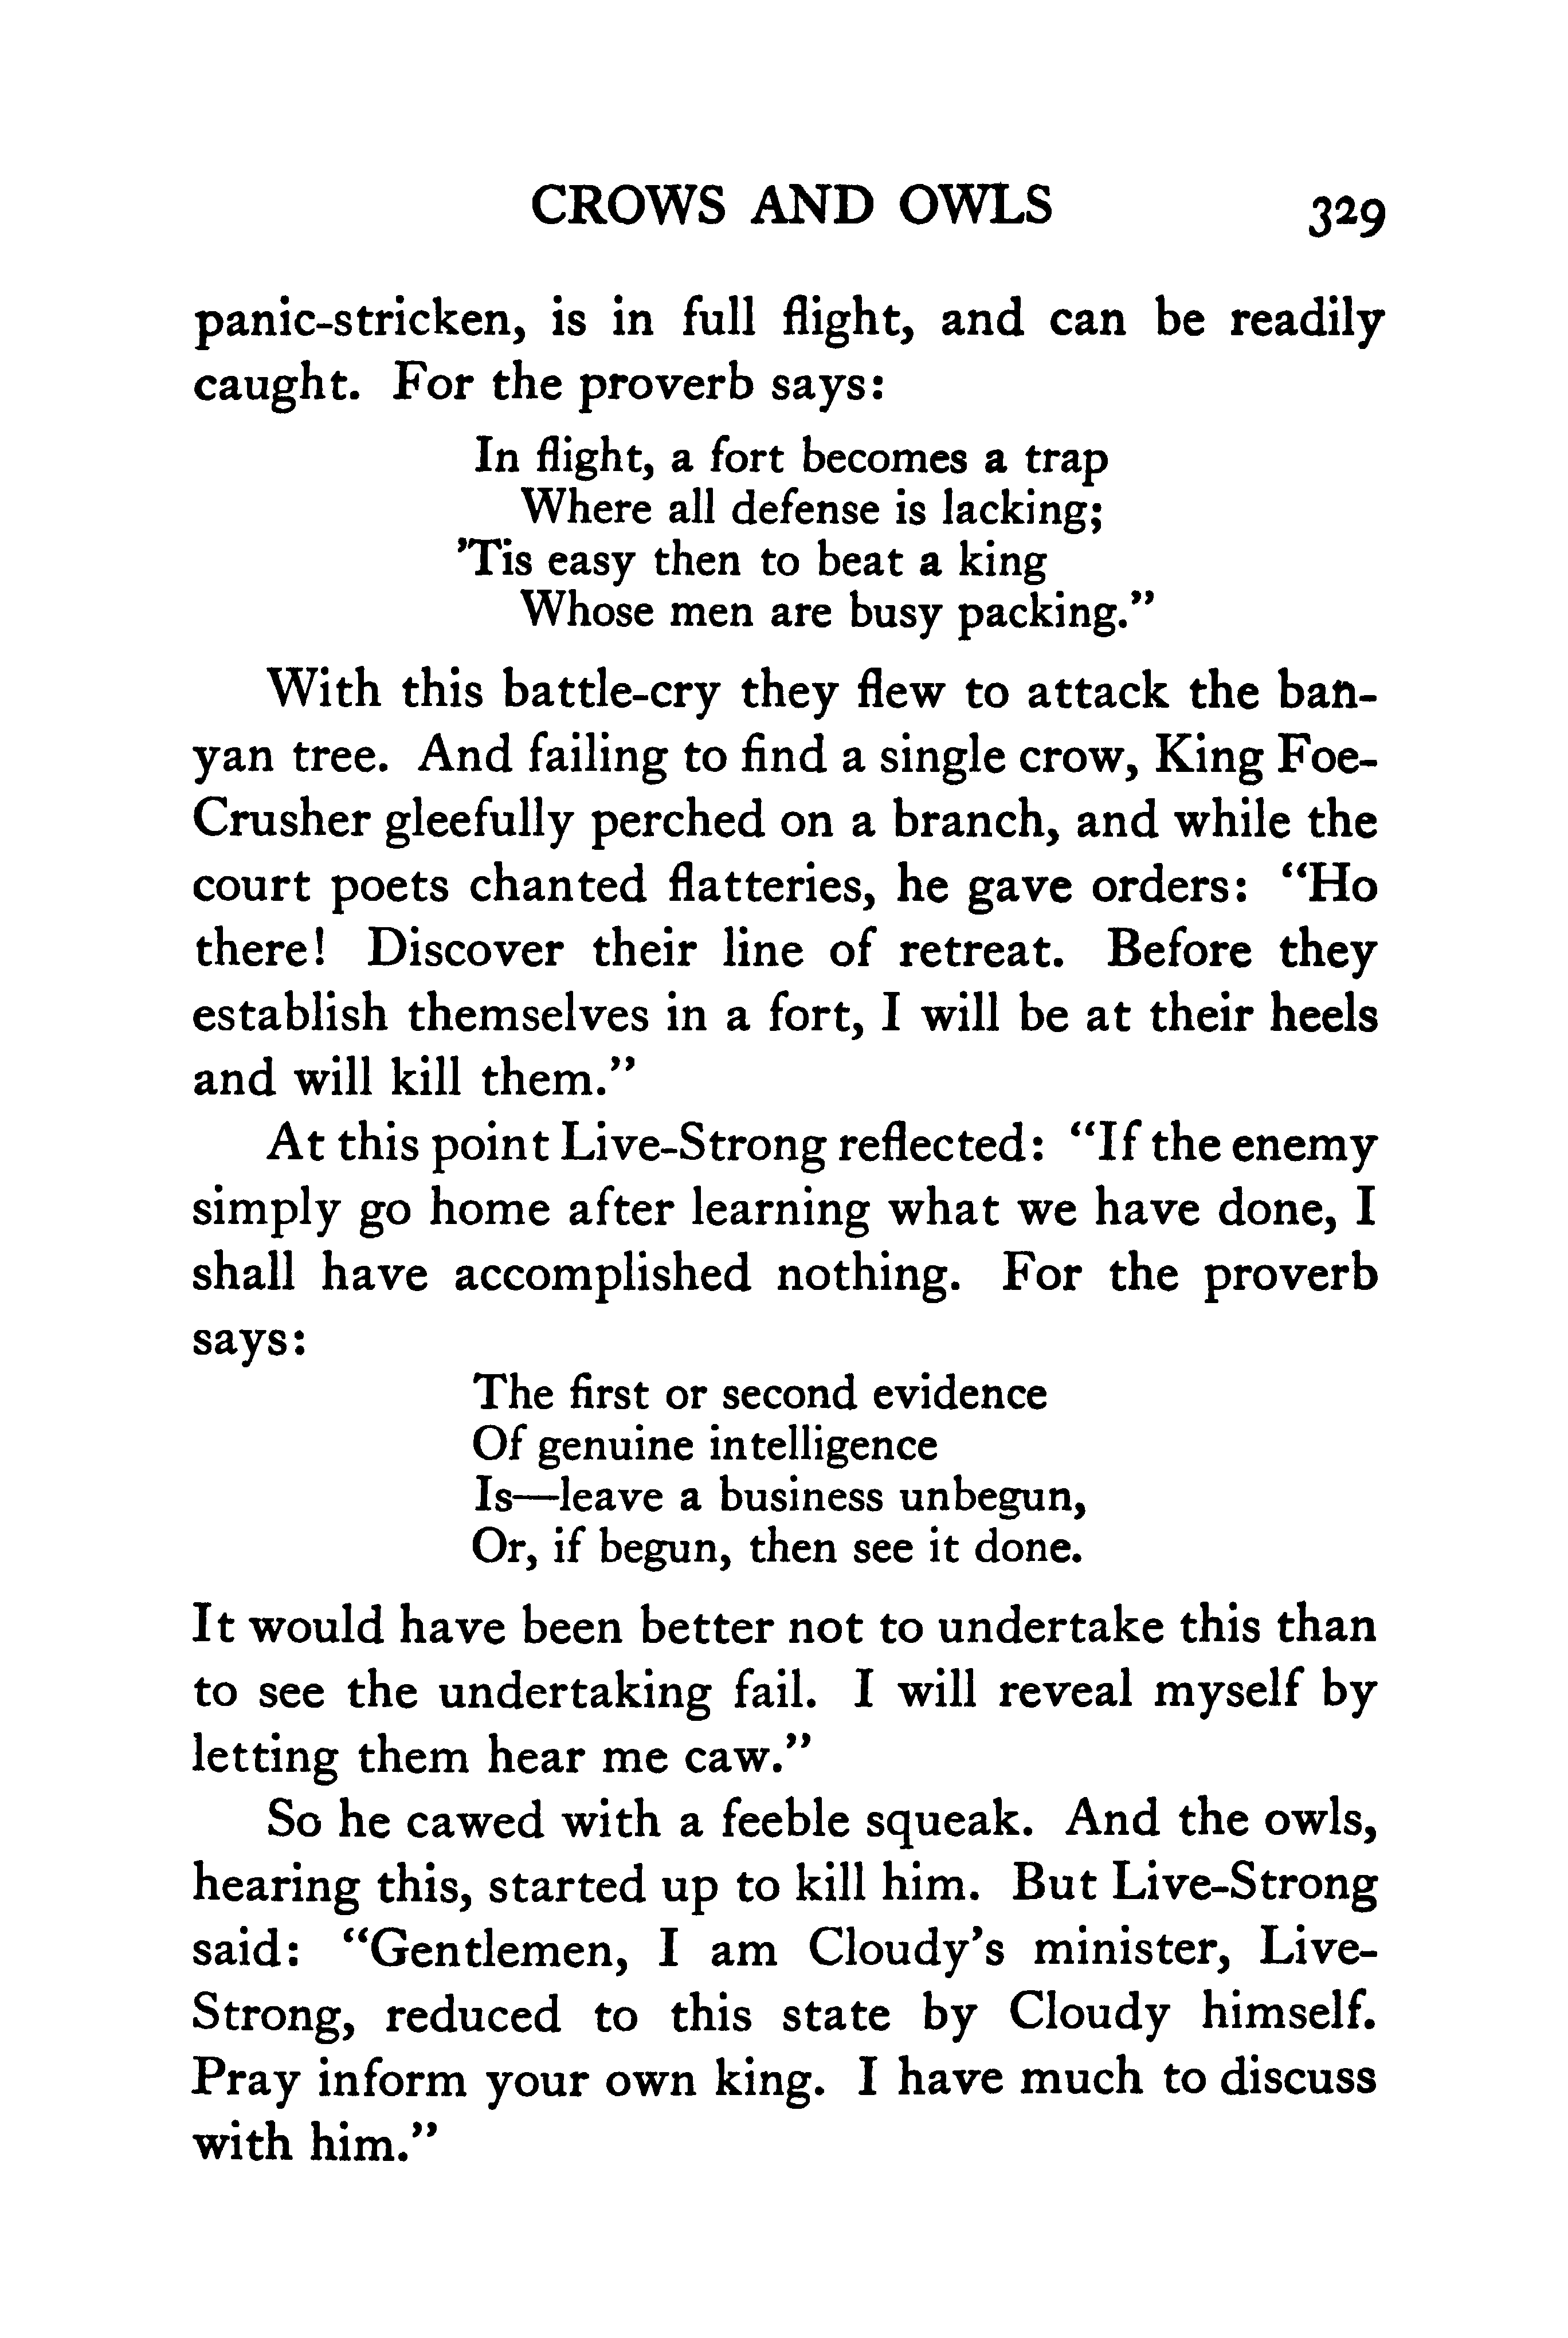 CROWS AND OWLS 329
panic-stricken, is in full flight, and can be readily
caught. For the proverb says:
In flight, a fort becomes a trap
Where all defense is lacking;
’Tis easy then to beat a king
Whose men are busy packing.”
With this battle-cry they flew to attack the ban-
yan tree. And failing to find a single crow, King Foe-
Crusher gleefully perched on a branch, and while the
court poets chanted flatteries, he gave orders: “Ho
there! Discover their line of retreat. Before they
establish themselves in a fort, I will be at their heels
and will kill them.”
At this point Live-Strong reflected: “If the enemy
simply go home after learning what we have done, I
shall have accomplished nothing. For the proverb
says:
The first or second evidence
Of genuine intelligence
Is—leave a business unbegun,
Or, if begun, then see it done.
It would have been better not to undertake this than
to see the undertaking fail. I will reveal myself by
letting them hear me caw.”
So he cawed with a feeble squeak. And the owls,
hearing this, started up to kill him. But Live-Strong
said: “Gentlemen, I am Cloudy’s minister, Live-
Strong, reduced to this state by Cloudy himself.
Pray inform your own king. I have much to discuss
with him.”